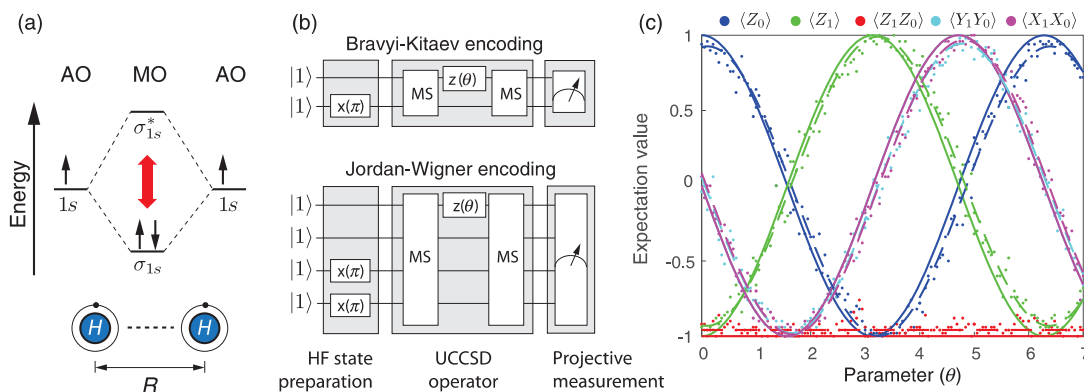 (a)
AO MO AO
Energy
σ*1s
1s 1s
σ1s
H H
R
(b)
Bravyi-Kitaev encoding
|1⟩ MS z(θ) MS
|1⟩ x(π)
Jordan-Wigner encoding
|1⟩ z(θ)
|1⟩ MS MS
|1⟩ x(π)
|1⟩ x(π)
HF state UCCSD Projective
preparation operator measurement
(c)
⟨Z0⟩ ⟨Z1⟩ ⟨Z1Z0⟩ ⟨Y1Y0⟩ ⟨X1X0⟩
Expectation value
1
0.5
0
-0.5
-1
0 1 2 3 4 5 6 7
Parameter (θ)